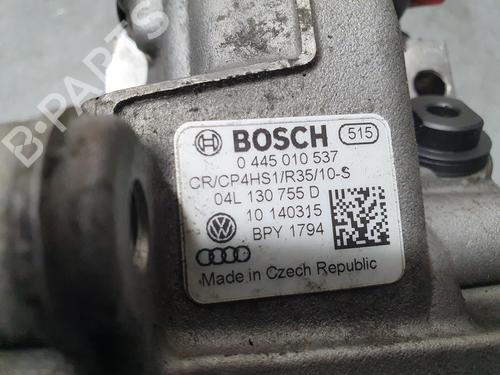 B-PARTS
BOSCH 515
0 445 010 537
CR/CP4HS1/R35/10-S
04L 130 755 D
10 140315
BPY 1794
Made in Czech Republic